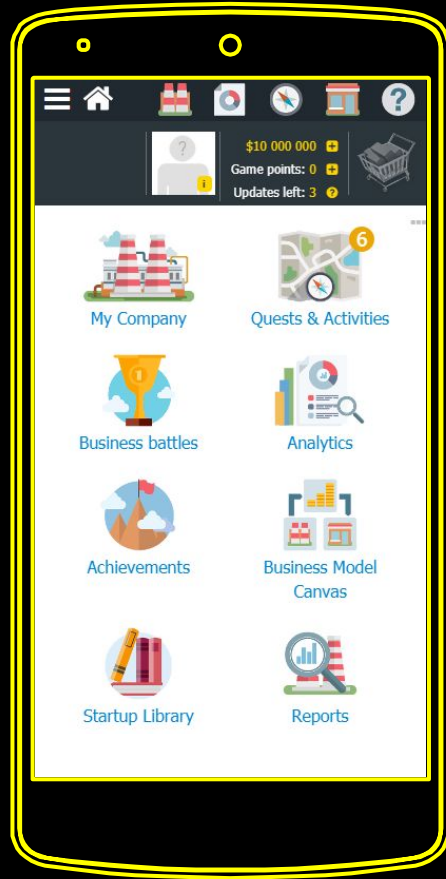 ?
?
$10 000 000 +
Game points: 0 +
Updates left: 3 ?
i
6
My Company
Quests & Activities
1
Business battles
Analytics
Achievements
Business Model
Canvas
Startup Library
Reports